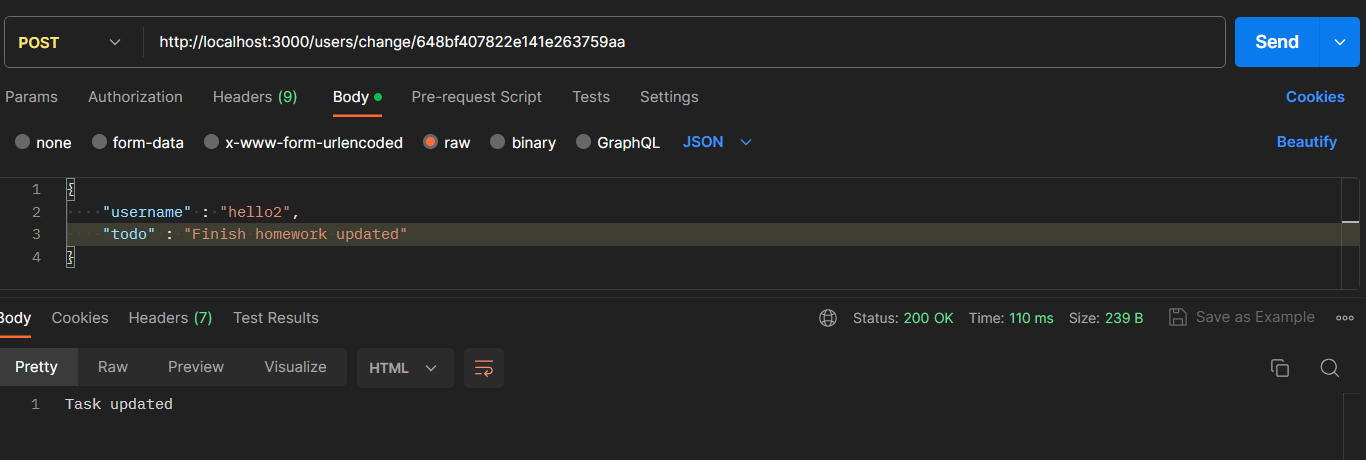 POST http://localhost:3000/users/change/648bf407822e141e263759aa Send
Params Authorization Headers (9) Body Pre-request Script Tests Settings Cookies
none form-data x-www-form-urlencoded raw binary GraphQL JSON Beautify
1 {
2 "username" : "hello2",
3 "todo" : "Finish homework updated"
4 }
Body Cookies Headers (7) Test Results Status: 200 OK Time: 110 ms Size: 239 B Save as Example
Pretty Raw Preview Visualize HTML
1 Task updated